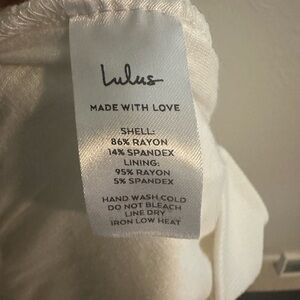 Lulus
MADE WITH LOVE
SHELL:
86% RAYON
14% SPANDEX
LINING:
95% RAYON
5% SPANDEX
HAND WASH COLD
DO NOT BLEACH
LINE DRY
IRON LOW HEAT